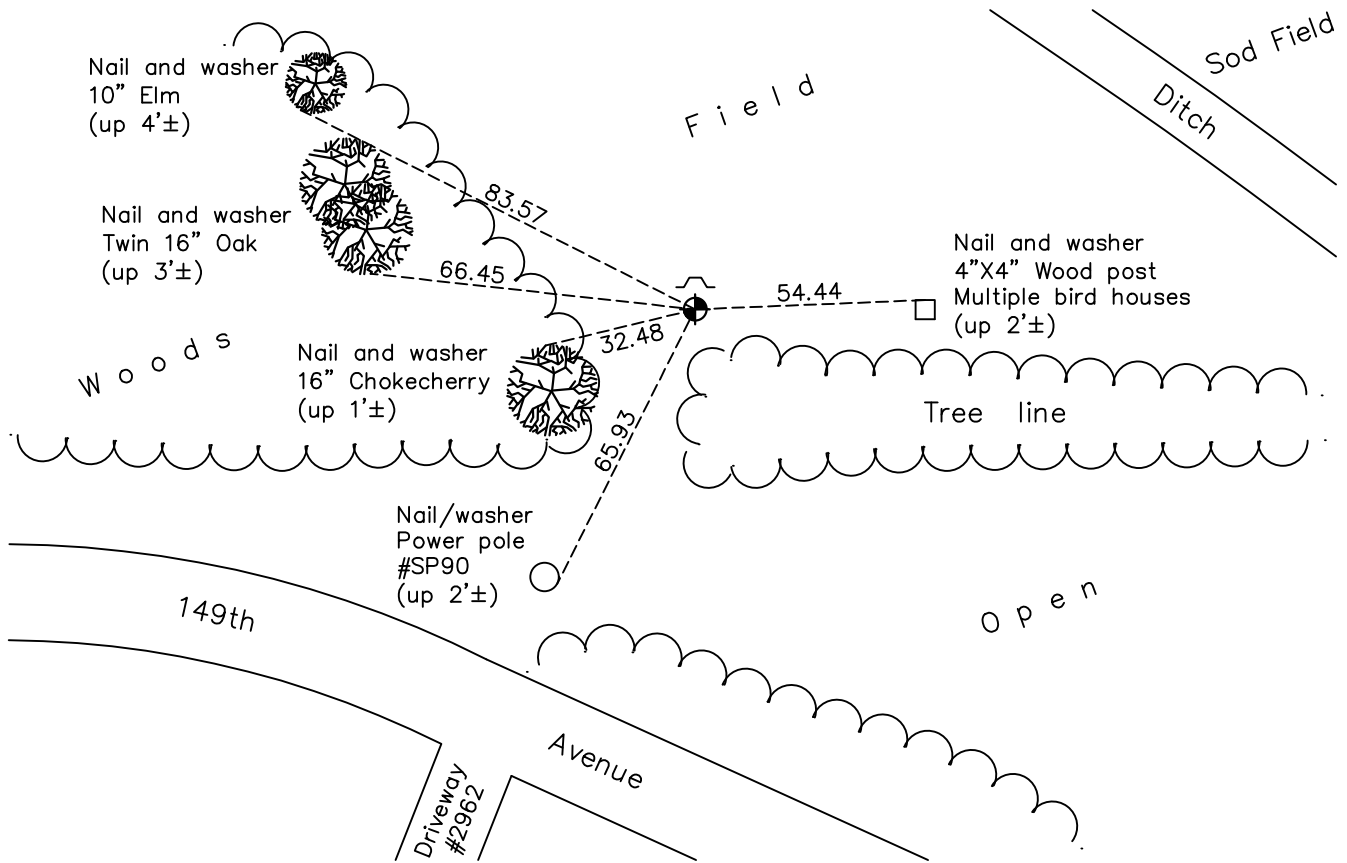 Sod Field
Ditch
Field
Nail and washer
10” Elm
(up 4’±)
83.57
Nail and washer
Twin 16” Oak
(up 3’±)
66.45
54.44
Nail and washer
4”X4” Wood post
Multiple bird houses
(up 2’±)
Woods
32.48
Nail and washer
16” Chokecherry
(up 1’±)
Tree line
65.93
Nail/washer
Power pole
#SP90
(up 2’±)
149th
Open
Avenue
Driveway
#2962